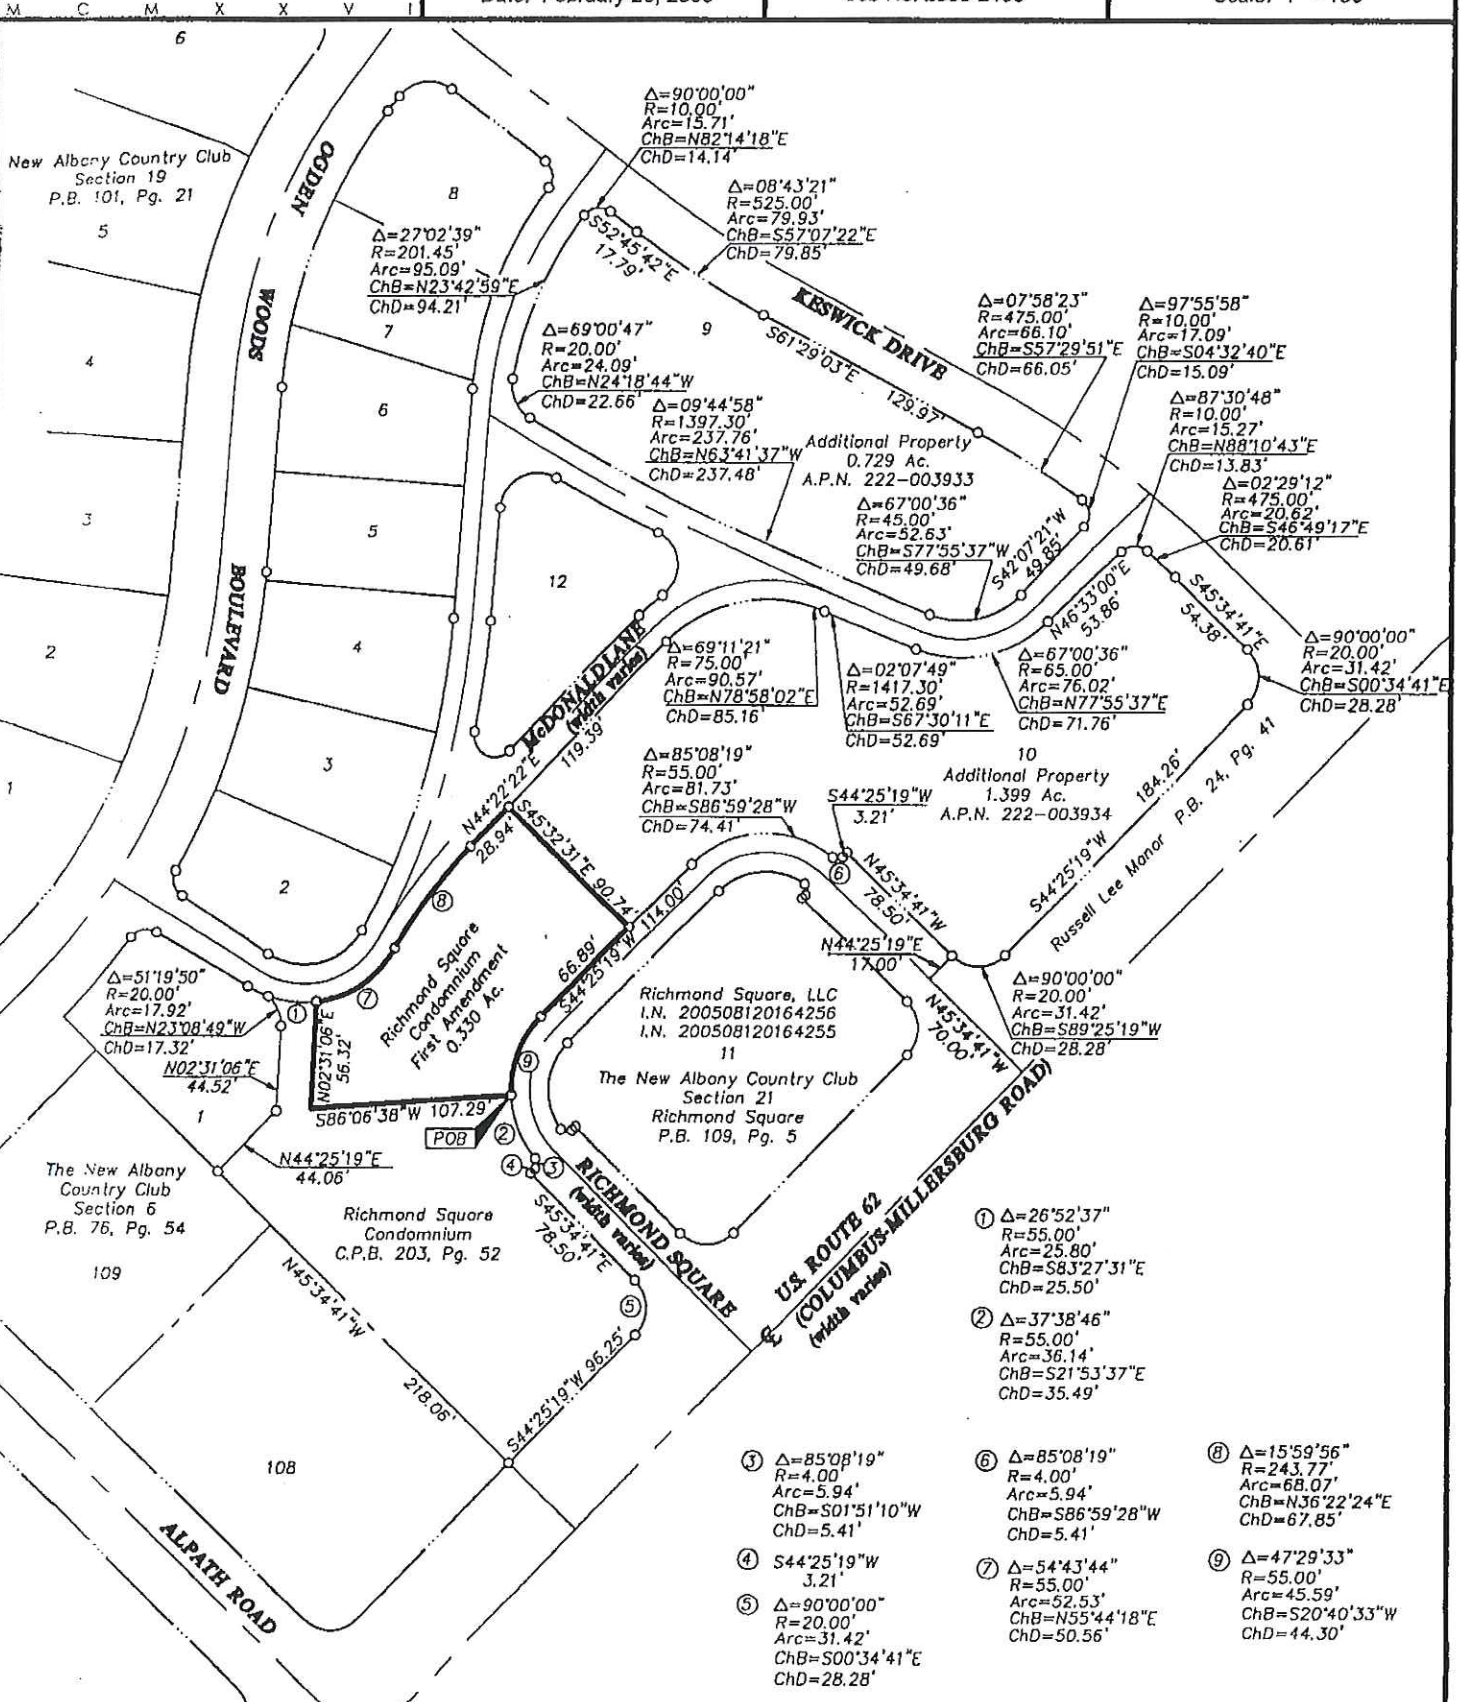 M C M X X V I
6
New Albany Country Club
Section 19
P.B. 101, Pg. 21
5
4
3
2
1
OGDEN
WOODS
BOULEVARD
8
7
6
5
4
3
2
Δ=90°00'00"
R=10.00'
Arc=15.71'
ChB=N82°14'18"E
ChD=14.14'
Δ=08°43'21"
R=525.00'
Arc=79.93'
ChB=S57°07'22"E
ChD=79.85'
Δ=27°02'39"
R=201.45'
Arc=95.09'
ChB=N23°42'59"E
ChD=94.21'
S52°45'42"E
17.79'
KESWICK DRIVE
9
S61°29'03"E
129.97'
Δ=07°58'23"
R=475.00'
Arc=66.10'
ChB=S57°29'51"E
ChD=66.05'
Δ=97°55'58"
R=10.00'
Arc=17.09'
ChB=S04°32'40"E
ChD=15.09'
Δ=69°00'47"
R=20.00'
Arc=24.09'
ChB=N24°18'44"W
ChD=22.66'
Δ=09°44'58"
R=1397.30'
Arc=237.76'
ChB=N63°41'37"W
ChD=237.48'
Additional Property
0.729 Ac.
A.P.N. 222-003933
Δ=87°30'48"
R=10.00'
Arc=15.27'
ChB=N88°10'43"E
ChD=13.83'
Δ=02°29'12"
R=475.00'
Arc=20.62'
ChB=S46°49'17"E
ChD=20.61'
Δ=67°00'36"
R=45.00'
Arc=52.63'
ChB=S77°55'37"W
ChD=49.68'
S42°07'21"W
49.85'
N46°33'00"E
53.86'
S45°34'41"E
54.38'
12
McDONALD LANE
(width varies)
119.39'
Δ=69°11'21"
R=75.00'
Arc=90.57'
ChB=N78°58'02"E
ChD=85.16'
Δ=02°07'49"
R=1417.30'
Arc=52.69'
ChB=S67°30'11"E
ChD=52.69'
Δ=67°00'36"
R=65.00'
Arc=76.02'
ChB=N77°55'37"E
ChD=71.76'
Δ=90°00'00"
R=20.00'
Arc=31.42'
ChB=S00°34'41"E
ChD=28.28'
10
Additional Property
1.399 Ac.
A.P.N. 222-003934
184.26'
S44°25'19"W
Russell Lee Manor P.B. 24, Pg. 41
Δ=85°08'19"
R=55.00'
Arc=81.73'
ChB=S86°59'28"W
ChD=74.41'
S44°25'19"W
3.21'
6
N44°22'22"E
28.94'
S45°32'31"E 90.74'
114.00'
N45°34'41"W
78.50'
N44°25'19"E
17.00'
8
7
1
66.89'
S44°25'19"W
Richmond Square
Condomnium
First Amendment
0.330 Ac.
Richmond Square, LLC
I.N. 200508120164256
I.N. 200508120164255
11
The New Albany Country Club
Section 21
Richmond Square
P.B. 109, Pg. 5
Δ=90°00'00"
R=20.00'
Arc=31.42'
ChB=S89°25'19"W
ChD=28.28'
N45°34'41"W
70.00'
Δ=51°19'50"
R=20.00'
Arc=17.92'
ChB=N23°08'49"W
ChD=17.32'
N02°31'06"E
44.52'
N02°31'06"E
56.32'
S86°06'38"W 107.29'
POB
9
2
4
3
1
N44°25'19"E
44.06'
The New Albany
Country Club
Section 6
P.B. 76, Pg. 54
109
Richmond Square
Condomnium
C.P.B. 203, Pg. 52
S45°34'41"E
78.50'
5
RICHMOND SQUARE
(width varies)
U.S. ROUTE 62
(COLUMBUS-MILLERSBURG ROAD)
(width varies)
N45°34'41"W
218.06'
S44°25'19"W 96.25'
108
ALPATH ROAD
① Δ=26°52'37"
R=55.00'
Arc=25.80'
ChB=S83°27'31"E
ChD=25.50'
② Δ=37°38'46"
R=55.00'
Arc=36.14'
ChB=S21°53'37"E
ChD=35.49'
③ Δ=85°08'19"
R=4.00'
Arc=5.94'
ChB=S01°51'10"W
ChD=5.41'
④ S44°25'19"W
3.21'
⑤ Δ=90°00'00"
R=20.00'
Arc=31.42'
ChB=S00°34'41"E
ChD=28.28'
⑥ Δ=85°08'19"
R=4.00'
Arc=5.94'
ChB=S86°59'28"W
ChD=5.41'
⑦ Δ=54°43'44"
R=55.00'
Arc=52.53'
ChB=N55°44'18"E
ChD=50.56'
⑧ Δ=15°59'56"
R=243.77'
Arc=68.07'
ChB=N36°22'24"E
ChD=67.85'
⑨ Δ=47°29'33"
R=55.00'
Arc=45.59'
ChB=S20°40'33"W
ChD=44.30'